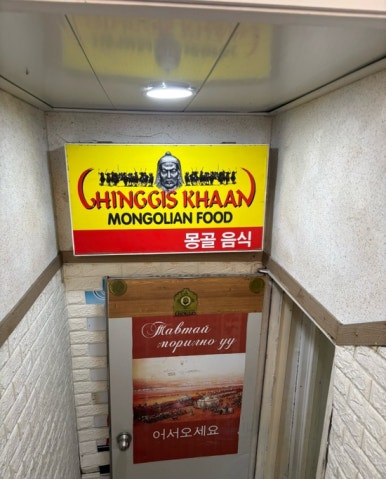 CHINGGIS KHAAN
MONGOLIAN FOOD
몽골 음식
Тавтай
морилно уу
어서오세요